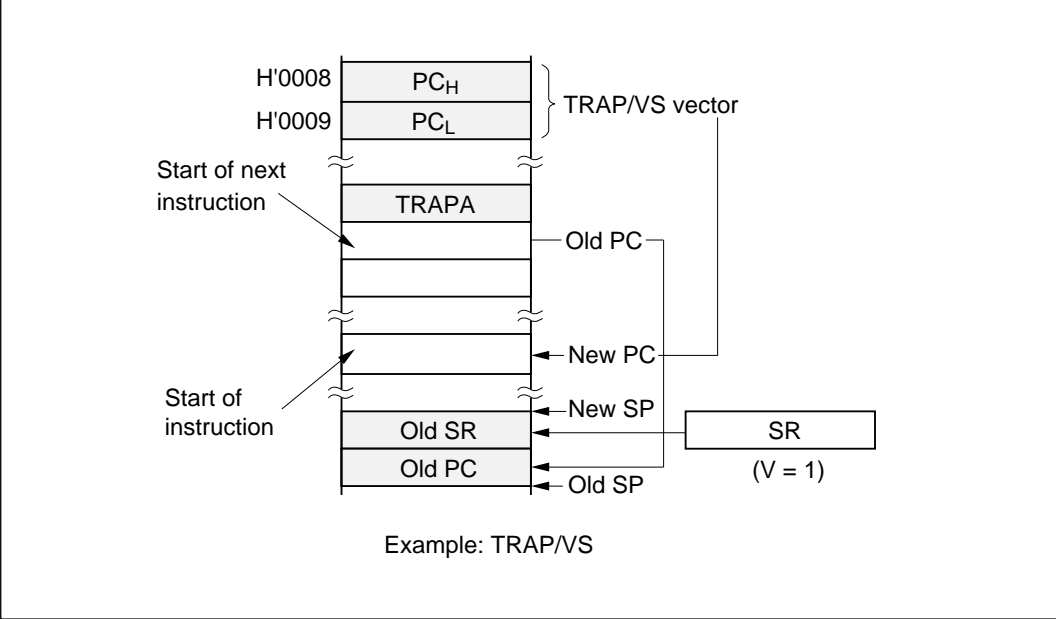 H'0008
PCH
H'0009
PCL
TRAP/VS vector
Start of next
instruction
TRAPA
Old PC
New PC
Start of
instruction
New SP
Old SR
SR
Old PC
(V = 1)
Old SP
Example: TRAP/VS